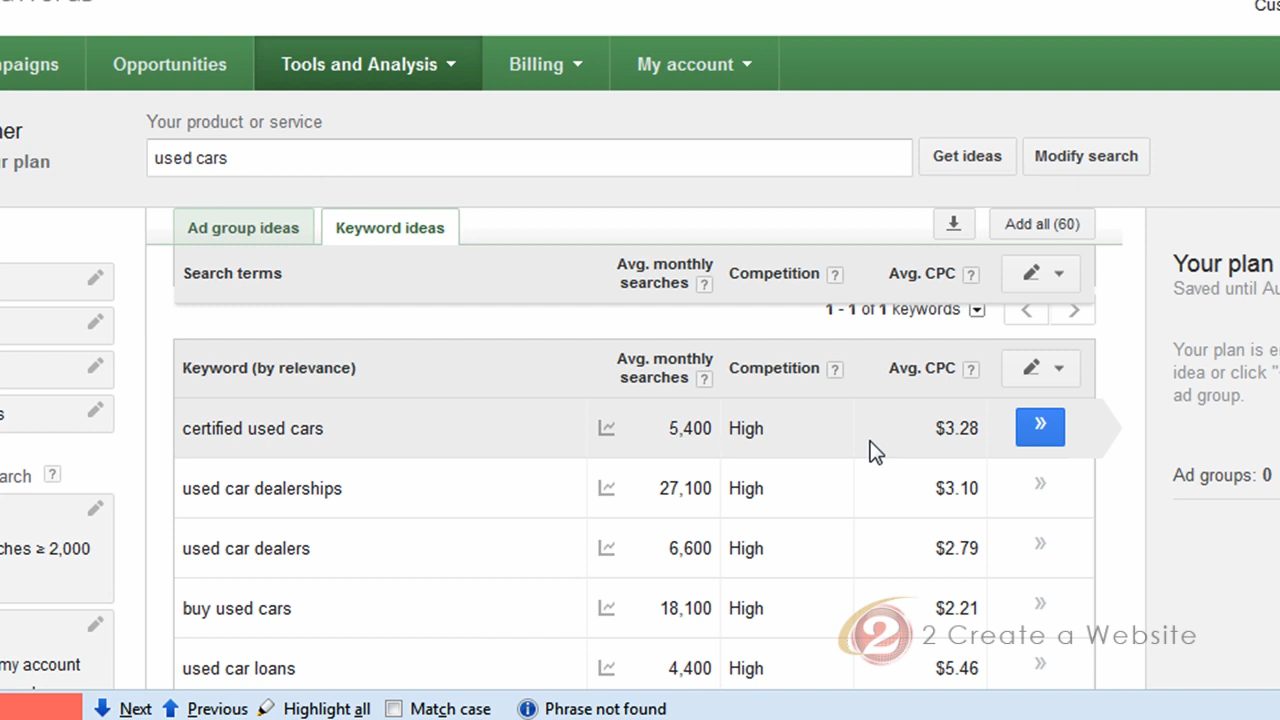 Cus
paigns
Opportunities
Tools and Analysis
Billing
My account
ner
Your product or service
r plan
used cars
Get ideas
Modify search
Ad group ideas
Keyword ideas
Add all (60)
Search terms
Avg. monthly searches ?
Competition ?
Avg. CPC ?
Your plan
Saved until Au
1 - 1 of 1 keywords
Keyword (by relevance)
Avg. monthly searches ?
Competition ?
Avg. CPC ?
Your plan is e
idea or click "
ad group.
certified used cars 5,400 High $3.28 »
s
arch ?
used car dealerships 27,100 High $3.10 »
Ad groups: 0
ches ≥ 2,000
used car dealers 6,600 High $2.79 »
buy used cars 18,100 High $2.21 »
2 2 Create a Website
my account
used car loans 4,400 High $5.46 »
Next
Previous
Highlight all
Match case
Phrase not found